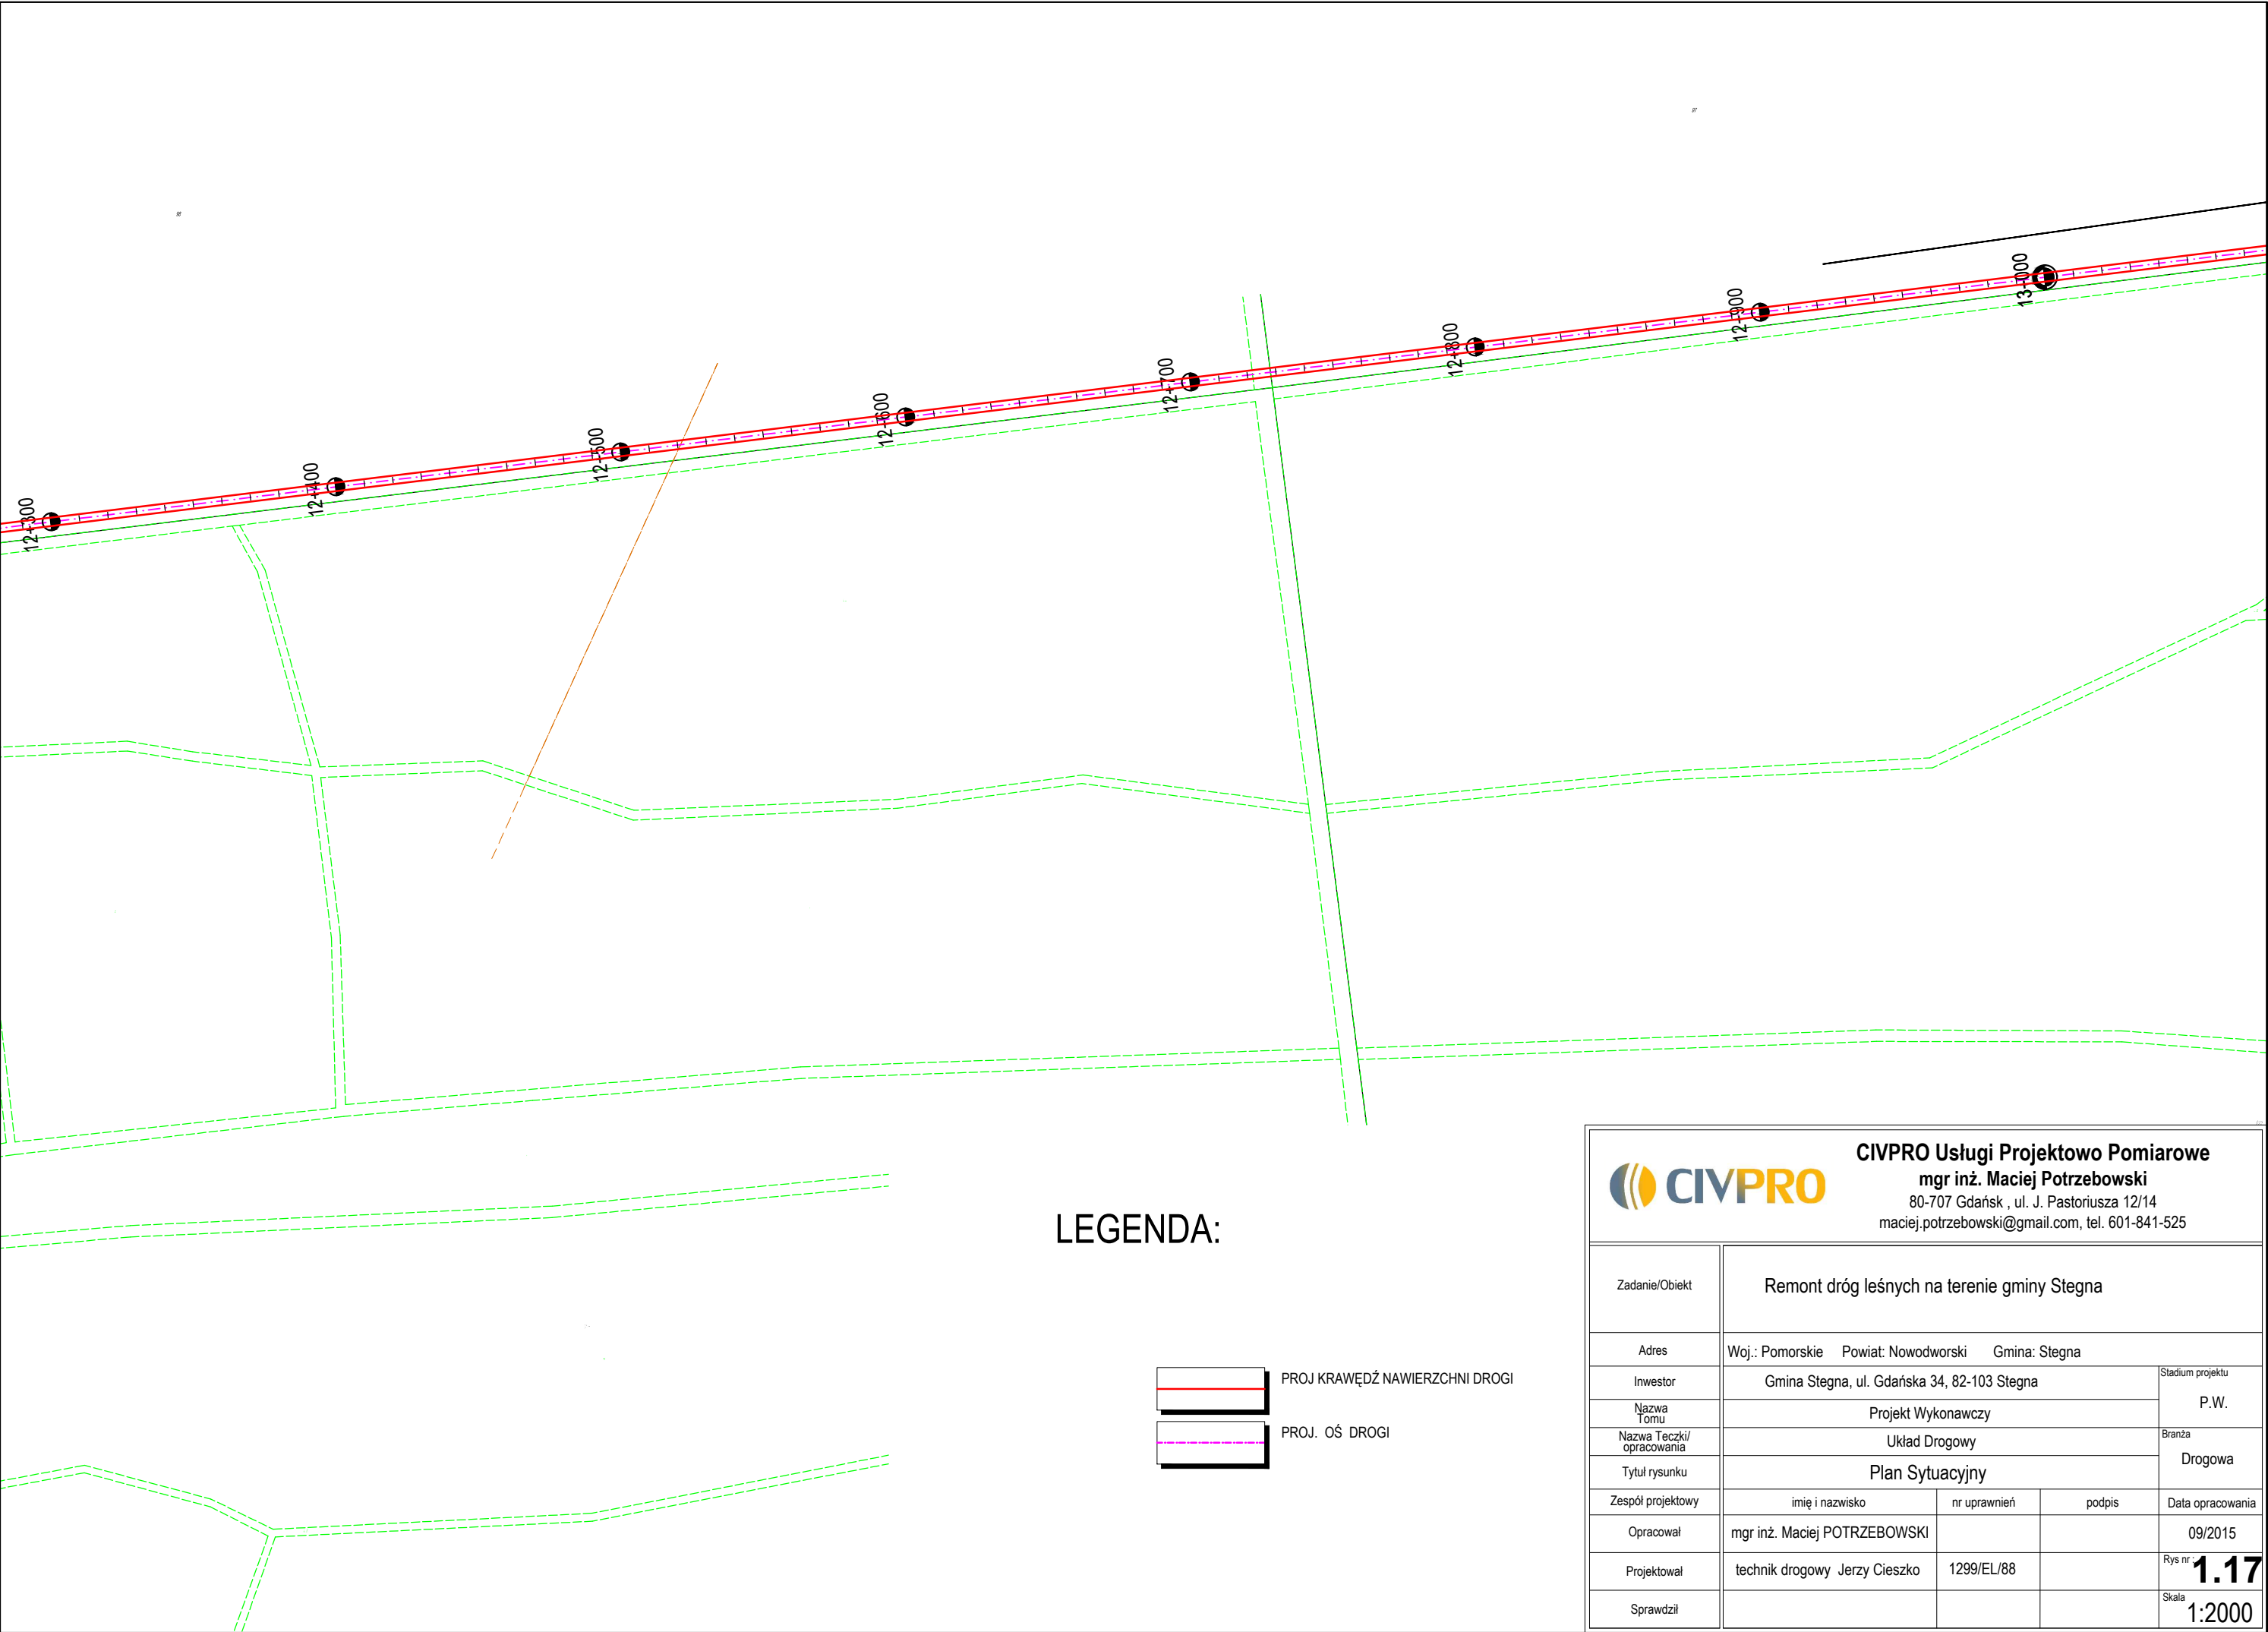 12+300
12+400
12+500
12+600
12+700
12+800
12+900
13+000
LEGENDA:
PROJ KRAWĘDŹ NAWIERZCHNI DROGI
PROJ. OŚ DROGI
CIVPRO
CIVPRO Usługi Projektowo Pomiarowe
mgr inż. Maciej Potrzebowski
80-707 Gdańsk , ul. J. Pastoriusza 12/14
maciej.potrzebowski@gmail.com, tel. 601-841-525
Zadanie/Obiekt
Remont dróg leśnych na terenie gminy Stegna
Adres
Woj.: Pomorskie Powiat: Nowodworski Gmina: Stegna
Inwestor
Gmina Stegna, ul. Gdańska 34, 82-103 Stegna
Stadium projektu
P.W.
Nazwa
Tomu
Projekt Wykonawczy
Nazwa Teczki/
opracowania
Układ Drogowy
Branża
Drogowa
Tytuł rysunku
Plan Sytuacyjny
Zespół projektowy
imię i nazwisko
nr uprawnień
podpis
Data opracowania
Opracował
mgr inż. Maciej POTRZEBOWSKI
09/2015
Projektował
technik drogowy Jerzy Cieszko
1299/EL/88
Rys nr :
1.17
Sprawdził
Skala
1:2000